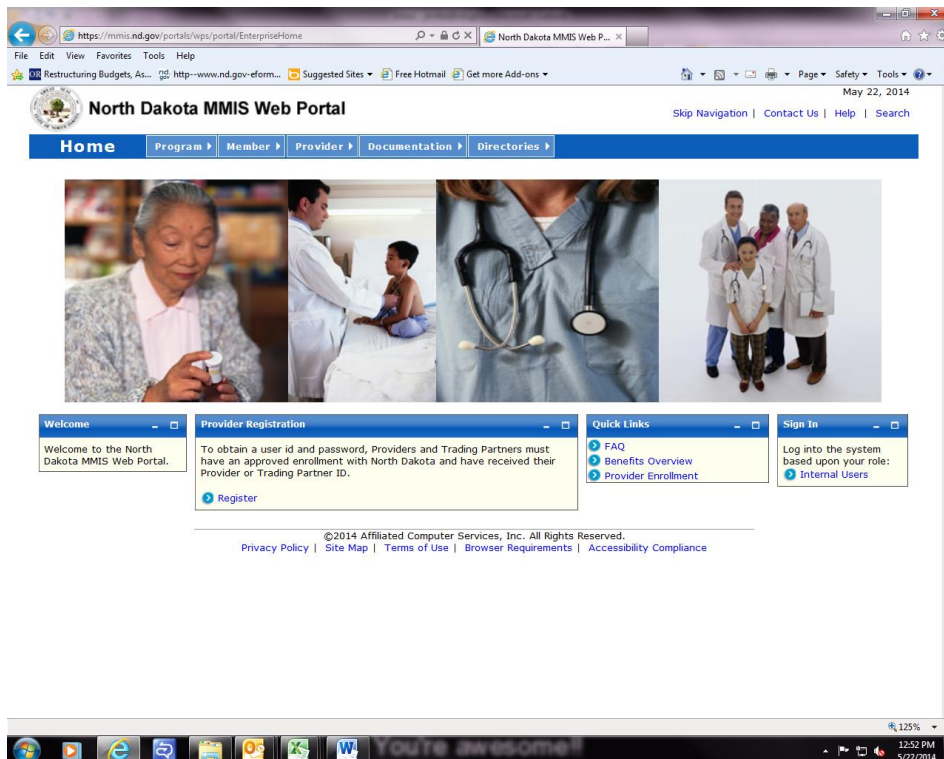 https://mmis.nd.gov/portals/wps/portal/EnterpriseHome
North Dakota MMIS Web P...
File Edit View Favorites Tools Help
OR Restructuring Budgets, As... nd. http--www.nd.gov-eform... Suggested Sites Free Hotmail Get more Add-ons Page Safety Tools
May 22, 2014
North Dakota MMIS Web Portal
Skip Navigation | Contact Us | Help | Search
Home Program Member Provider Documentation Directories
Welcome
Welcome to the North
Dakota MMIS Web Portal.
Provider Registration
To obtain a user id and password, Providers and Trading Partners must
have an approved enrollment with North Dakota and have received their
Provider or Trading Partner ID.
Register
Quick Links
FAQ
Benefits Overview
Provider Enrollment
Sign In
Log into the system
based upon your role:
Internal Users
©2014 Affiliated Computer Services, Inc. All Rights Reserved.
Privacy Policy | Site Map | Terms of Use | Browser Requirements | Accessibility Compliance
125%
You're awesome!!
12:52 PM
5/22/2014